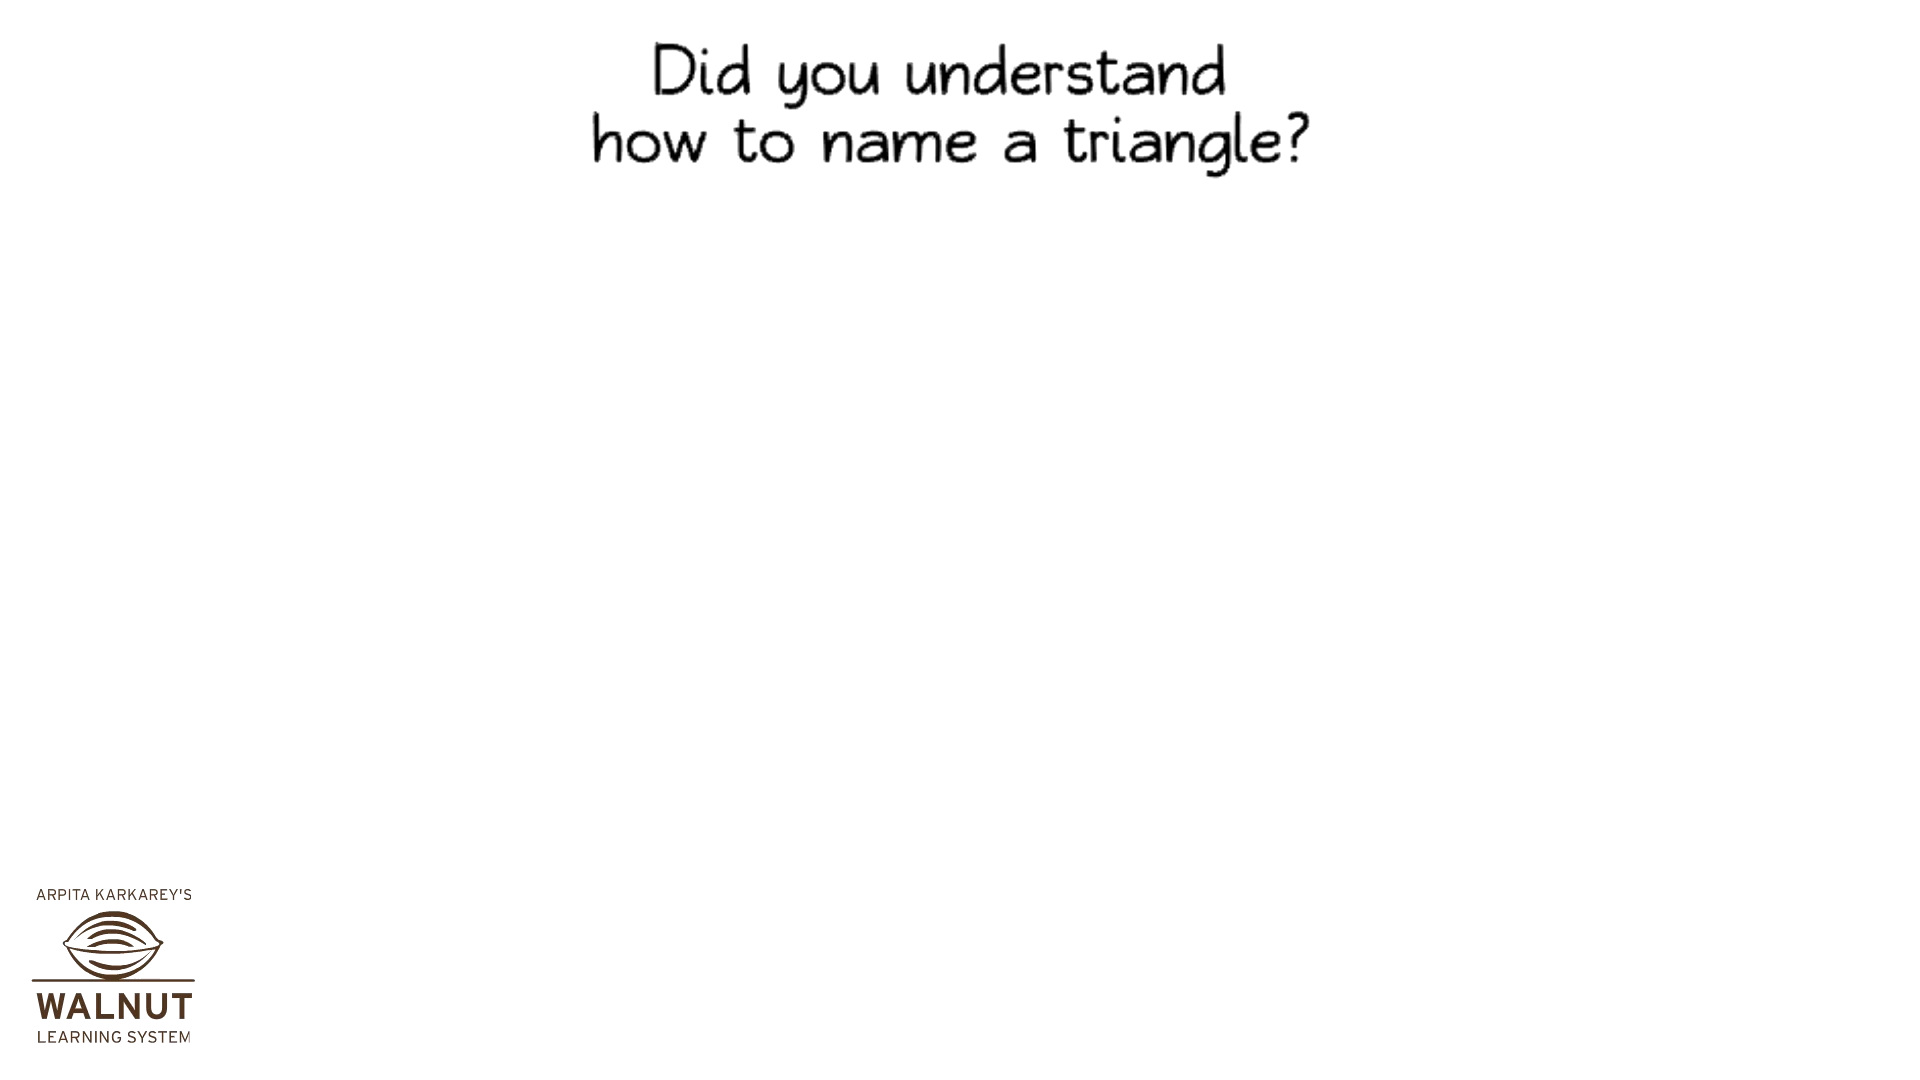 Did you understand
how to name a triangle?
ARPITA KARKAREY'S
WALNUT
LEARNING SYSTEM